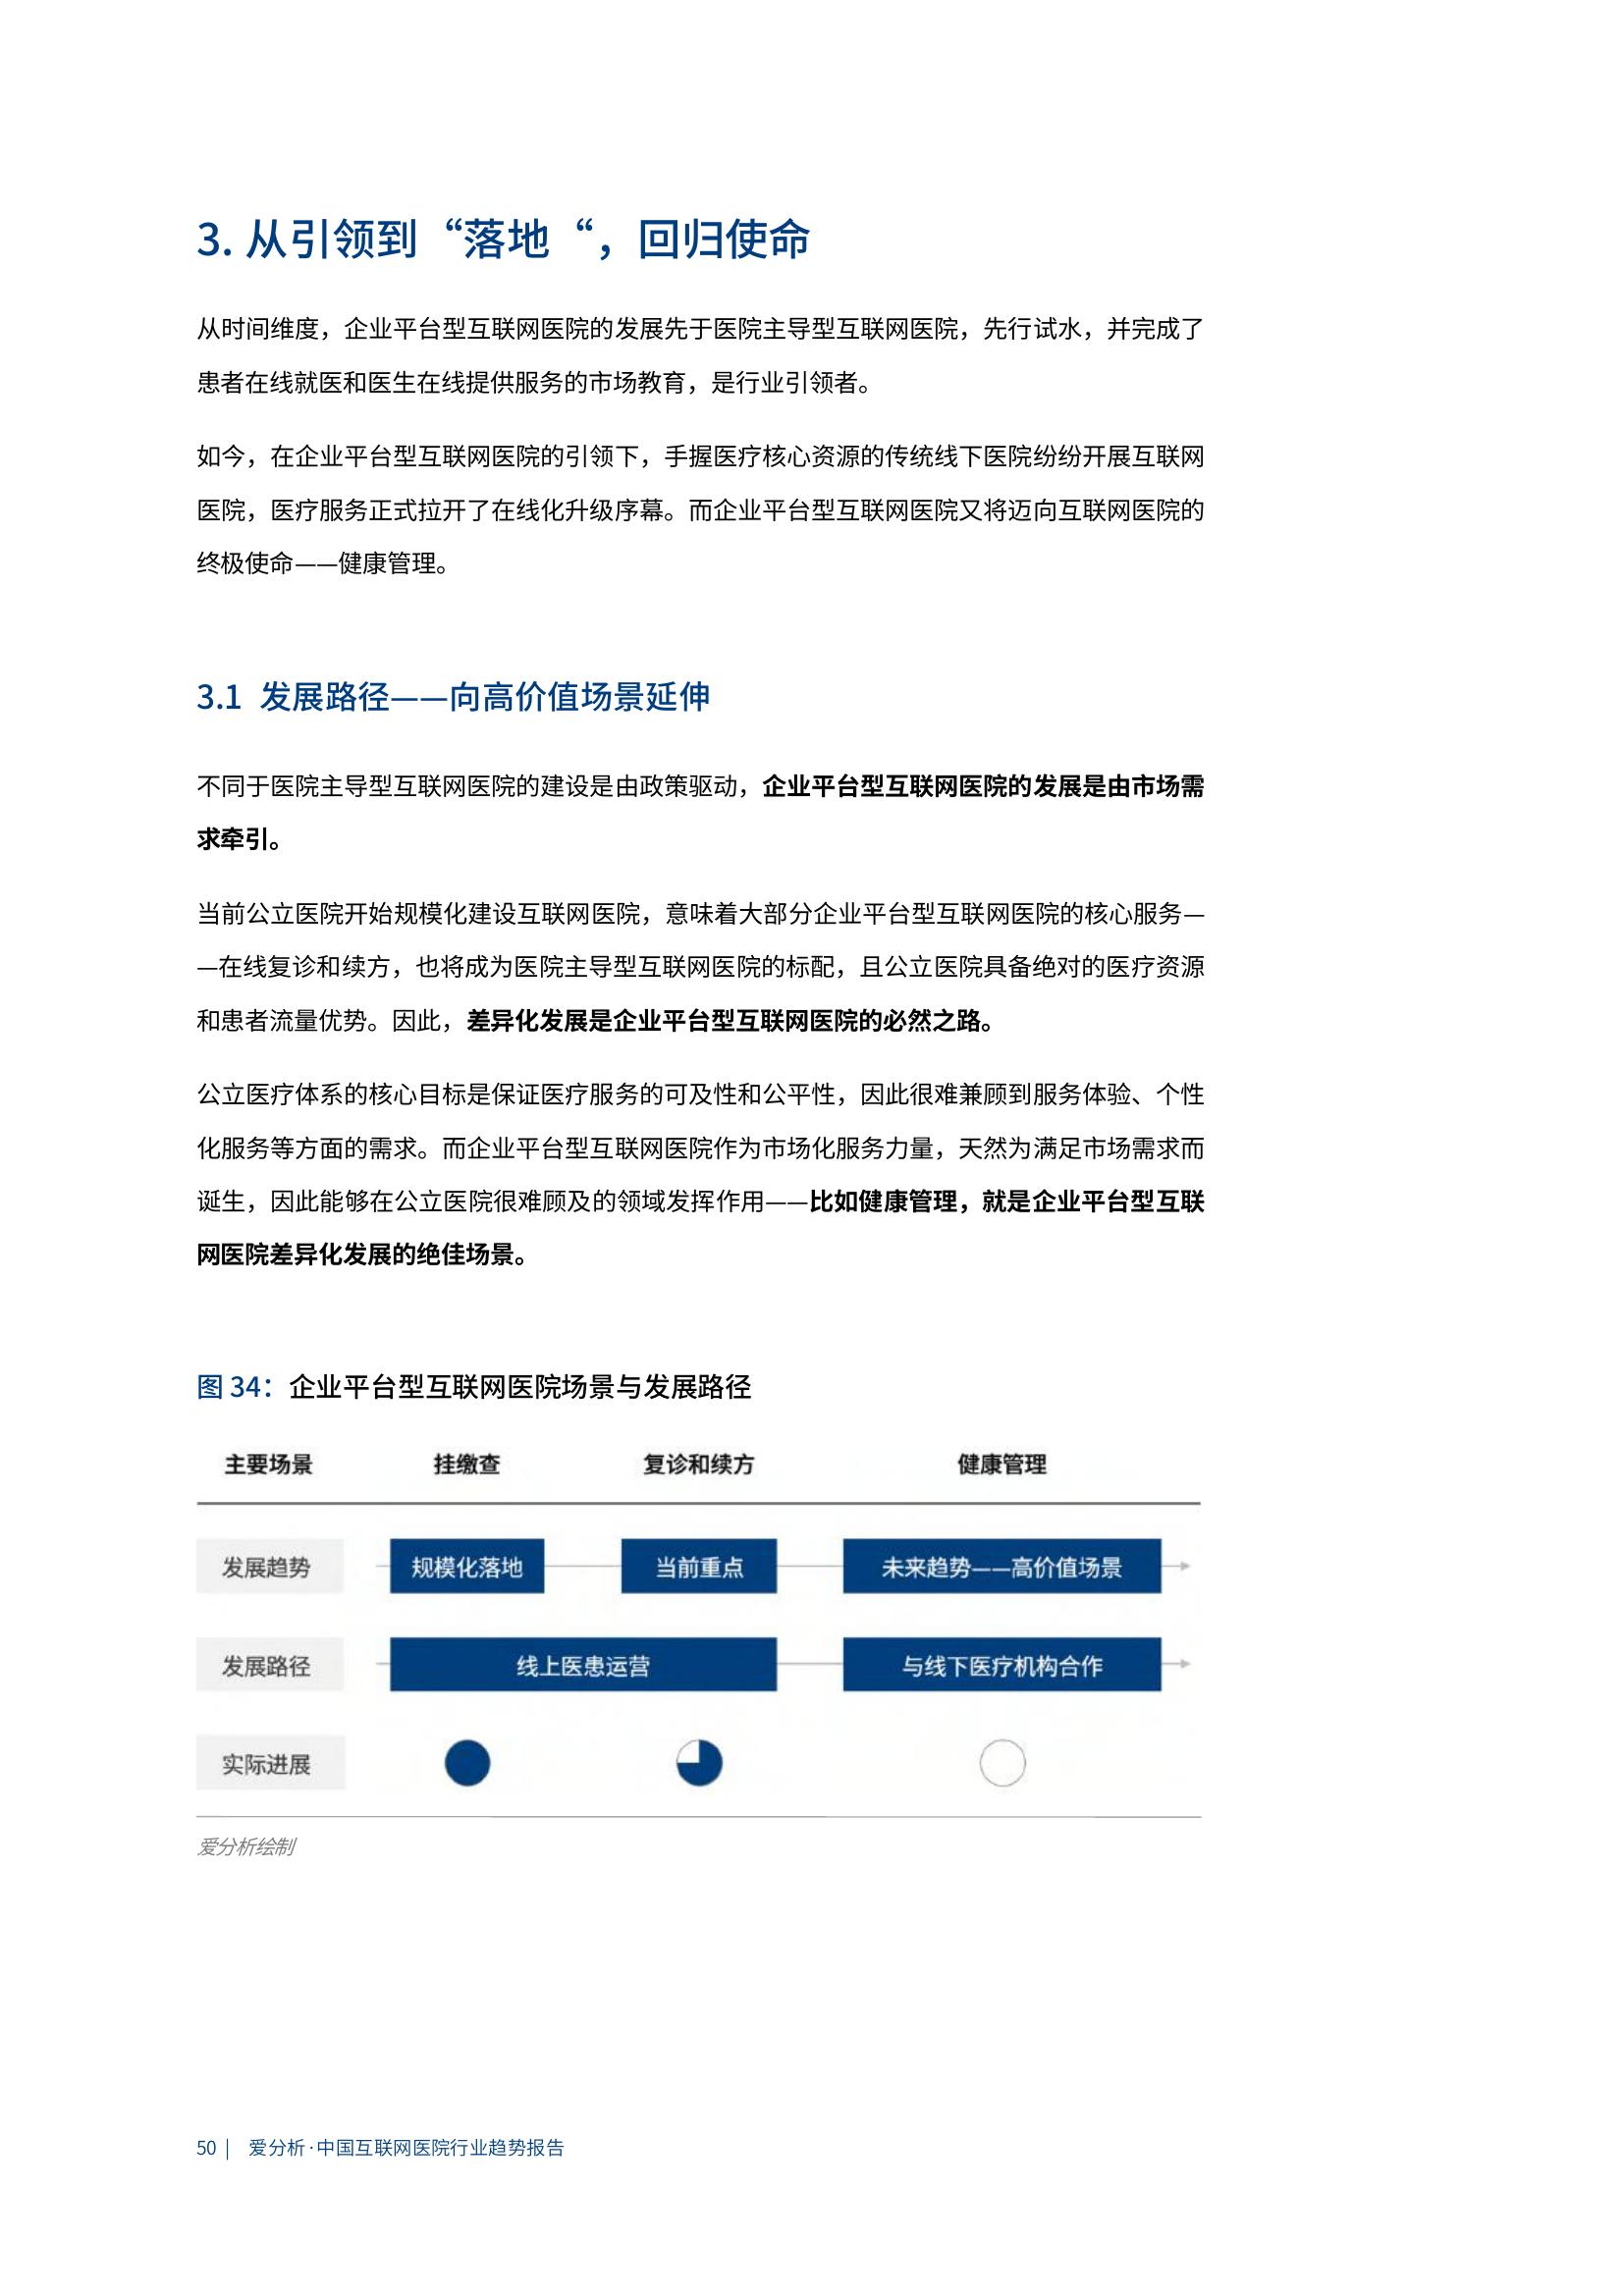 3. 从引领到“落地“，回归使命
从时间维度，企业平台型互联网医院的发展先于医院主导型互联网医院，先行试水，并完成了
患者在线就医和医生在线提供服务的市场教育，是行业引领者。
如今，在企业平台型互联网医院的引领下，手握医疗核心资源的传统线下医院纷纷开展互联网
医院，医疗服务正式拉开了在线化升级序幕。而企业平台型互联网医院又将迈向互联网医院的
终极使命——健康管理。
3.1 发展路径——向高价值场景延伸
不同于医院主导型互联网医院的建设是由政策驱动，企业平台型互联网医院的发展是由市场需
求牵引。
当前公立医院开始规模化建设互联网医院，意味着大部分企业平台型互联网医院的核心服务—
—在线复诊和续方，也将成为医院主导型互联网医院的标配，且公立医院具备绝对的医疗资源
和患者流量优势。因此，差异化发展是企业平台型互联网医院的必然之路。
公立医疗体系的核心目标是保证医疗服务的可及性和公平性，因此很难兼顾到服务体验、个性
化服务等方面的需求。而企业平台型互联网医院作为市场化服务力量，天然为满足市场需求而
诞生，因此能够在公立医院很难顾及的领域发挥作用——比如健康管理，就是企业平台型互联
网医院差异化发展的绝佳场景。
图 34：企业平台型互联网医院场景与发展路径
主要场景 挂缴查 复诊和续方 健康管理
发展趋势 规模化落地 当前重点 未来趋势——高价值场景
发展路径 线上医患运营 与线下医疗机构合作
实际进展
爱分析绘制
50 | 爱分析·中国互联网医院行业趋势报告